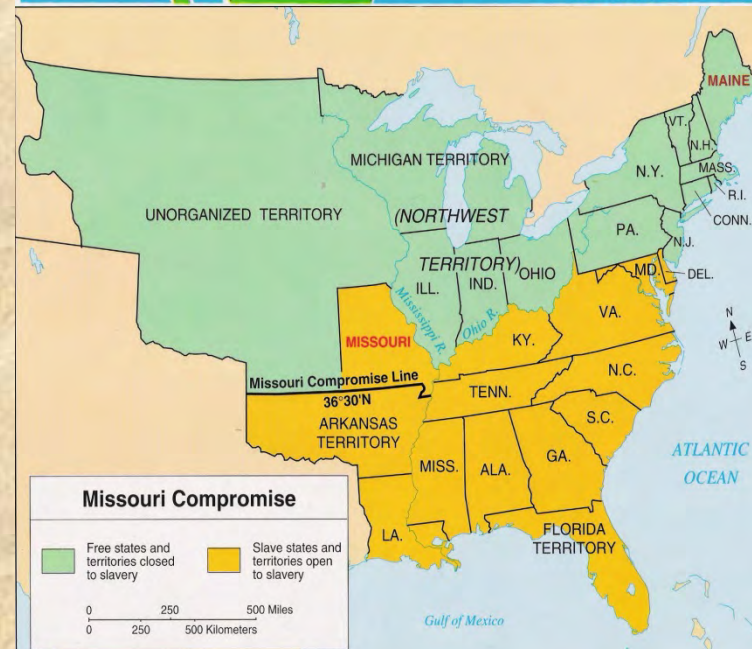 MAINE
VT.
N.H.
MICHIGAN TERRITORY
N.Y.
MASS.
R.I.
CONN.
UNORGANIZED TERRITORY
(NORTHWEST
TERRITORY)
PA.
N.J.
OHIO
ILL.
IND.
MD.
DEL.
Mississippi R.
Ohio R.
VA.
MISSOURI
KY.
N
W
E
S
Missouri Compromise Line
36°30'N
N.C.
TENN.
ARKANSAS
TERRITORY
S.C.
ATLANTIC
OCEAN
MISS.
ALA.
GA.
LA.
FLORIDA
TERRITORY
Missouri Compromise
Free states and
territories closed
to slavery
Slave states and
territories open
to slavery
0 250 500 Miles
0 250 500 Kilometers
Gulf of Mexico